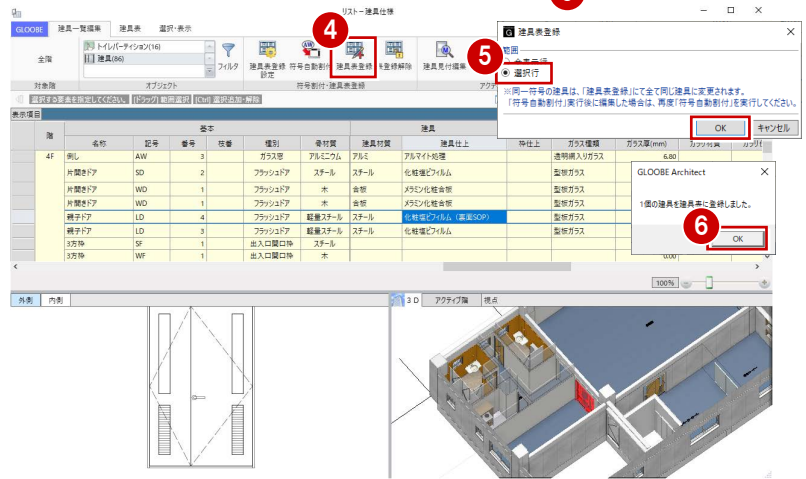 リスト－建具仕様
GLOOBE 建具一覧編集 建具表 選択・表示
4
全階
トイレパーティション(16)
建具(86)
フィルタ
建具表登録 設定
符号自動割付
建具表登録
建具見付編集
対象階 オブジェクト 符号割付・建具表登録
選択する要素を指定してください。 [ドラッグ] 範囲選択 [Ctrl] 選択追加・解除
表示項目
基本 建具
階 名称 記号 番号 枝番 種別 骨材質 建具材質 建具仕上 枠仕上 ガラス種類 ガラス厚(mm)
4F 倒し AW 3 ガラス窓 アルミニウム アルミ アルマイト処理 透明網入りガラス 6.80
片開きドア SD 2 フラッシュドア スチール スチール 化粧塩ビフィルム 型板ガラス
片開きドア WD 1 フラッシュドア 木 合板 メラミン化粧合板 型板ガラス
片開きドア WD 1 フラッシュドア 木 合板 メラミン化粧合板 型板ガラス
親子ドア LD 4 フラッシュドア 軽量スチール スチール 化粧塩ビフィルム（裏面SOP） 型板ガラス
親子ドア LD 3 フラッシュドア 軽量スチール スチール 化粧塩ビフィルム 型板ガラス
3方枠 SF 1 出入口開口枠 スチール
3方枠 WF 1 出入口開口枠 木 0.00
100%
外側 内側
3 D アクティブ階 視点
建具表登録
5
範囲
選択行
※同一符号の建具は、「建具表登録」にて全て同じ建具に変更されます。
「符号自動割付」実行後に編集した場合は、再度「符号自動割付」を実行してください。
OK キャンセル
GLOOBE Architect
1個の建具を建具表に登録しました。
6
OK